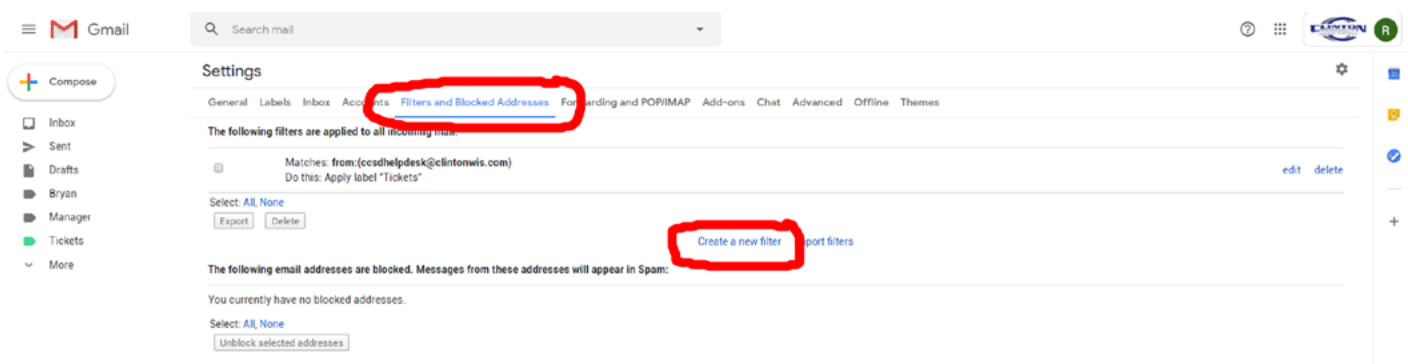 Gmail
Search mail
CLINTON
R
Compose
Settings
General Labels Inbox Accounts Filters and Blocked Addresses Forwarding and POP/IMAP Add-ons Chat Advanced Offline Themes
Inbox
The following filters are applied to all incoming mail:
Sent
Matches: from:(ccsdhelpdesk@clintonwis.com)
Do this: Apply label "Tickets"
edit delete
Drafts
Bryan
Manager
Tickets
More
Select: All, None
Export Delete
Create a new filter Import filters
The following email addresses are blocked. Messages from these addresses will appear in Spam:
You currently have no blocked addresses.
Select: All, None
Unblock selected addresses